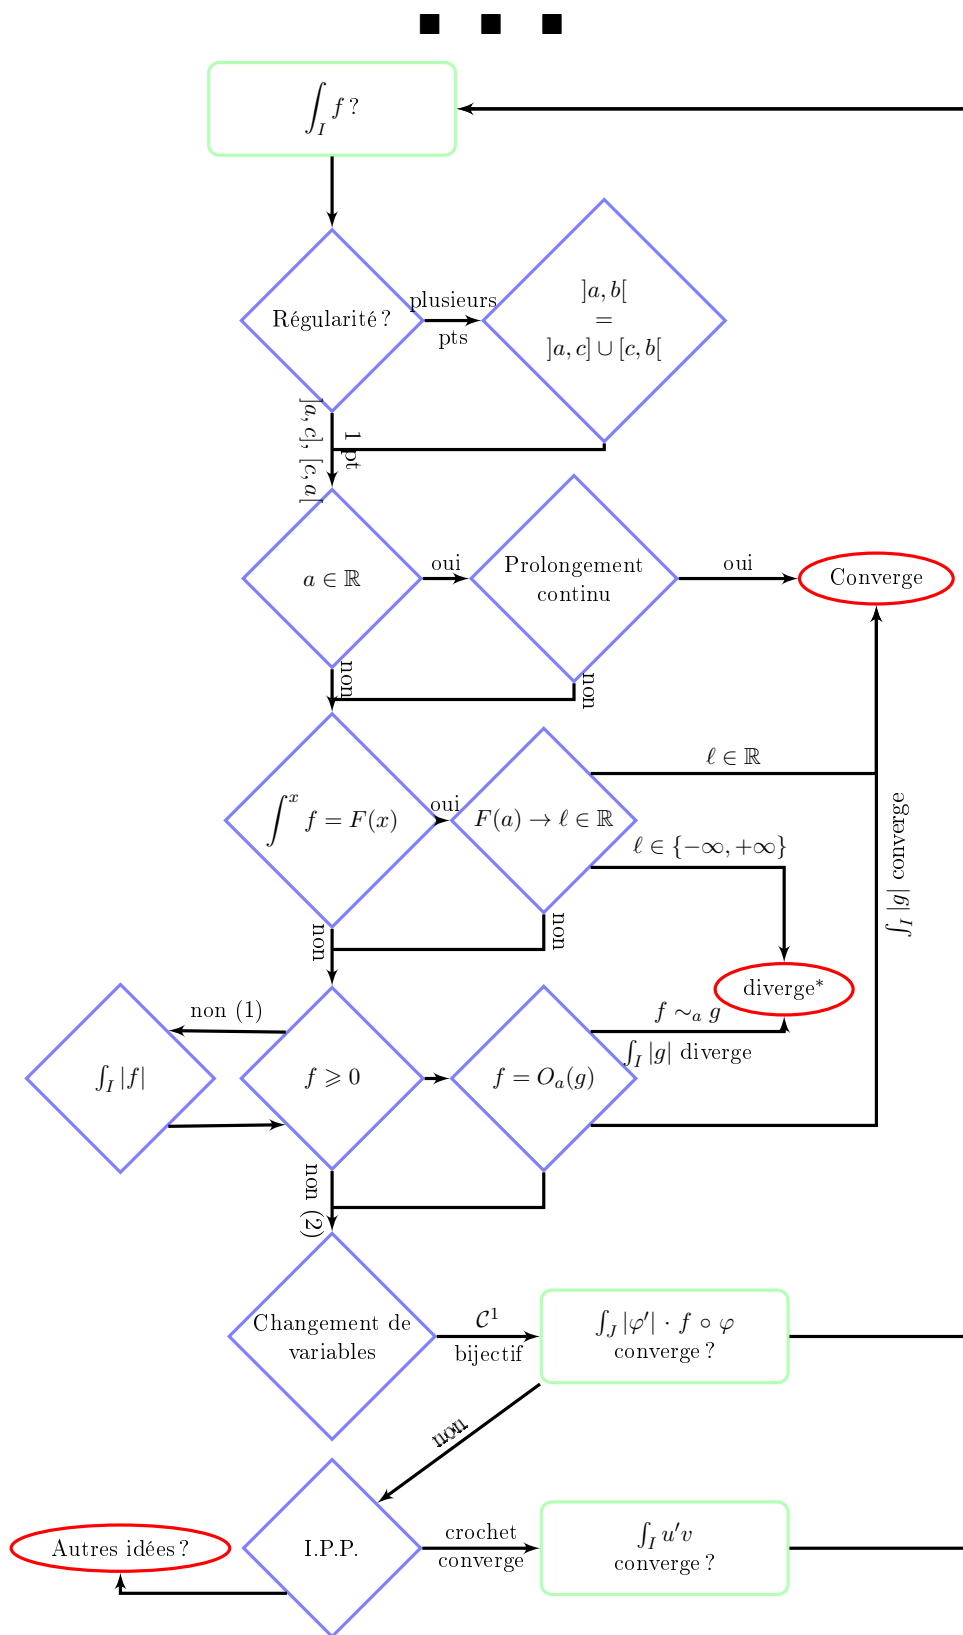 ∫_I f ?
Régularité ?
plusieurs
pts
]a, b[
=
]a, c] ∪ [c, b[
]a, c], [c, a[
1 pt
a ∈ ℝ
oui
Prolongement
continu
oui
Converge
non
non
∫^x f = F(x)
oui
F(a) → ℓ ∈ ℝ
ℓ ∈ ℝ
ℓ ∈ {−∞, +∞}
∫_I |g| converge
non
non
diverge*
non (1)
∫_I |f|
f ⩾ 0
f = O_a(g)
f ∼_a g
∫_I |g| diverge
non (2)
Changement de
variables
𝒞¹
bijectif
∫_J |φ′| · f ∘ φ
converge ?
non
Autres idées ?
I.P.P.
crochet
converge
∫_I u′v
converge ?